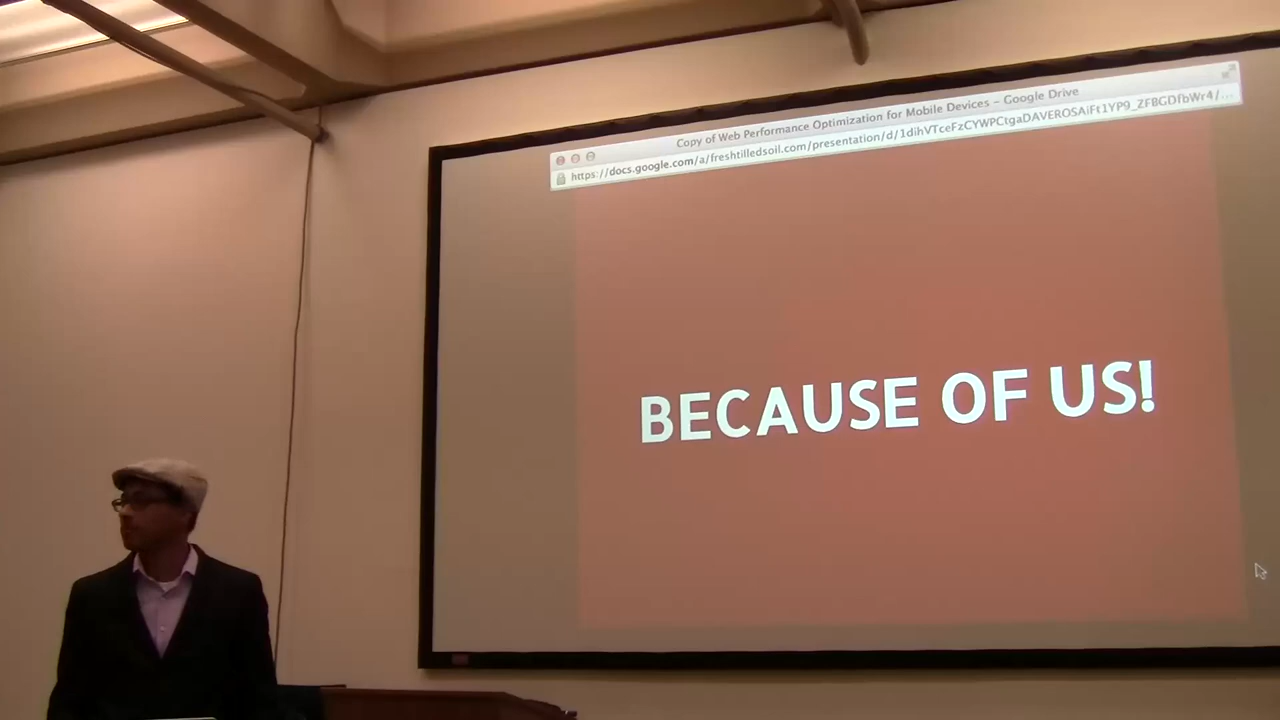 Copy of Web Performance Optimization for Mobile Devices – Google Drive
https://docs.google.com/a/freshtilledsoil.com/presentation/d/1dihVTceFzCYWPCtgaDAVEROSAiFt1YP9_ZFBGDfbWr4/...
BECAUSE OF US!